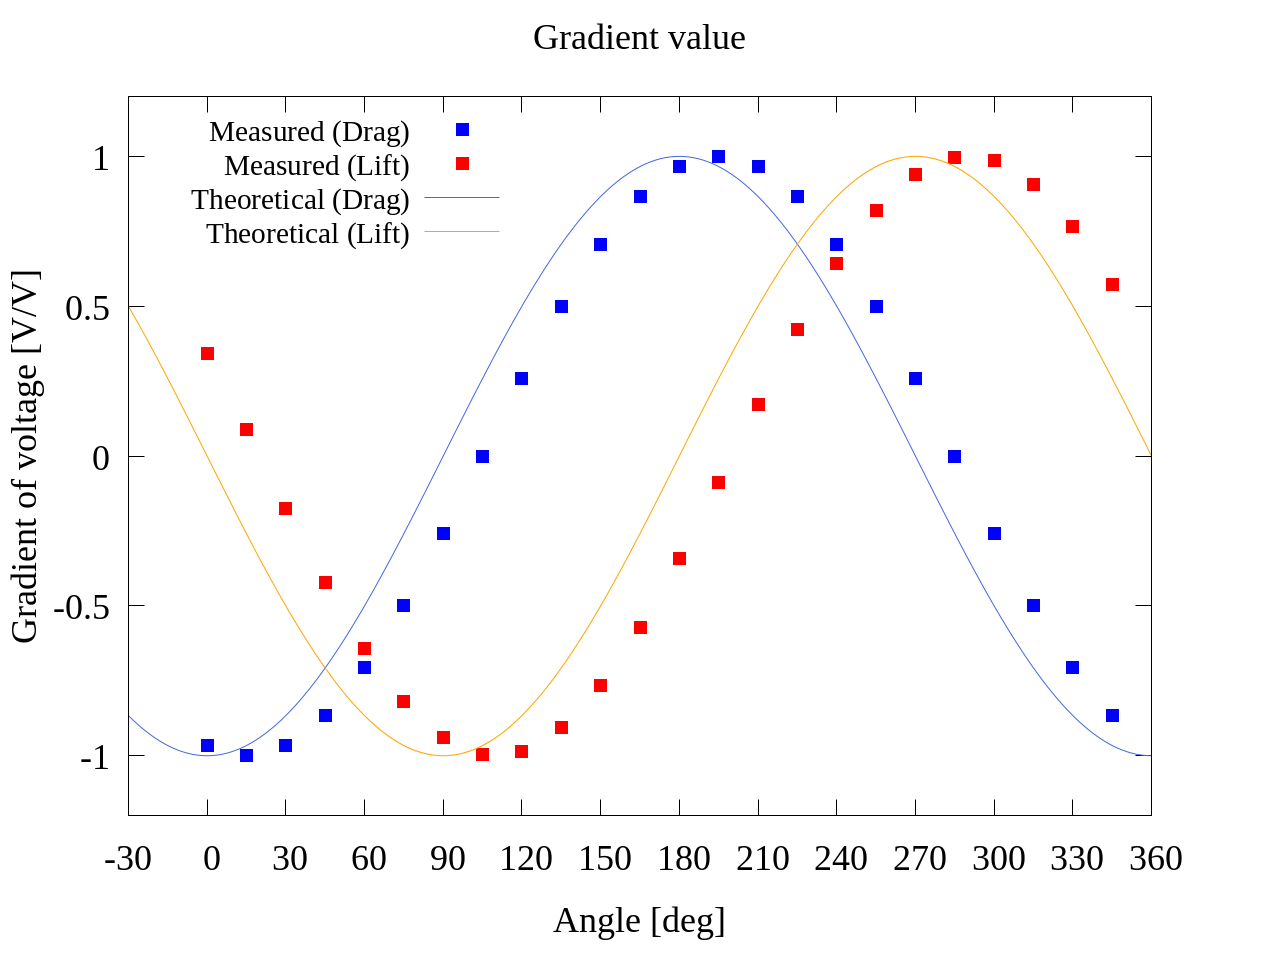 Gradient value
Measured (Drag)
Measured (Lift)
Theoretical (Drag)
Theoretical (Lift)
Gradient of voltage [V/V]
1
0.5
0
-0.5
-1
-30 0 30 60 90 120 150 180 210 240 270 300 330 360
Angle [deg]